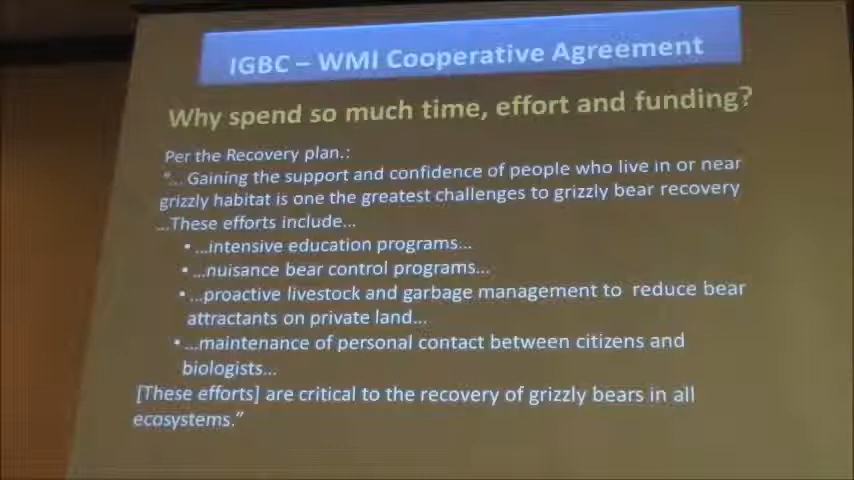 IGBC – WMI Cooperative Agreement
Why spend so much time, effort and funding?
Per the Recovery plan.:
"... Gaining the support and confidence of people who live in or near
grizzly habitat is one the greatest challenges to grizzly bear recovery
...These efforts include...
• ...intensive education programs...
• ...nuisance bear control programs...
• ...proactive livestock and garbage management to reduce bear
attractants on private land...
• ...maintenance of personal contact between citizens and
biologists...
[These efforts] are critical to the recovery of grizzly bears in all
ecosystems."